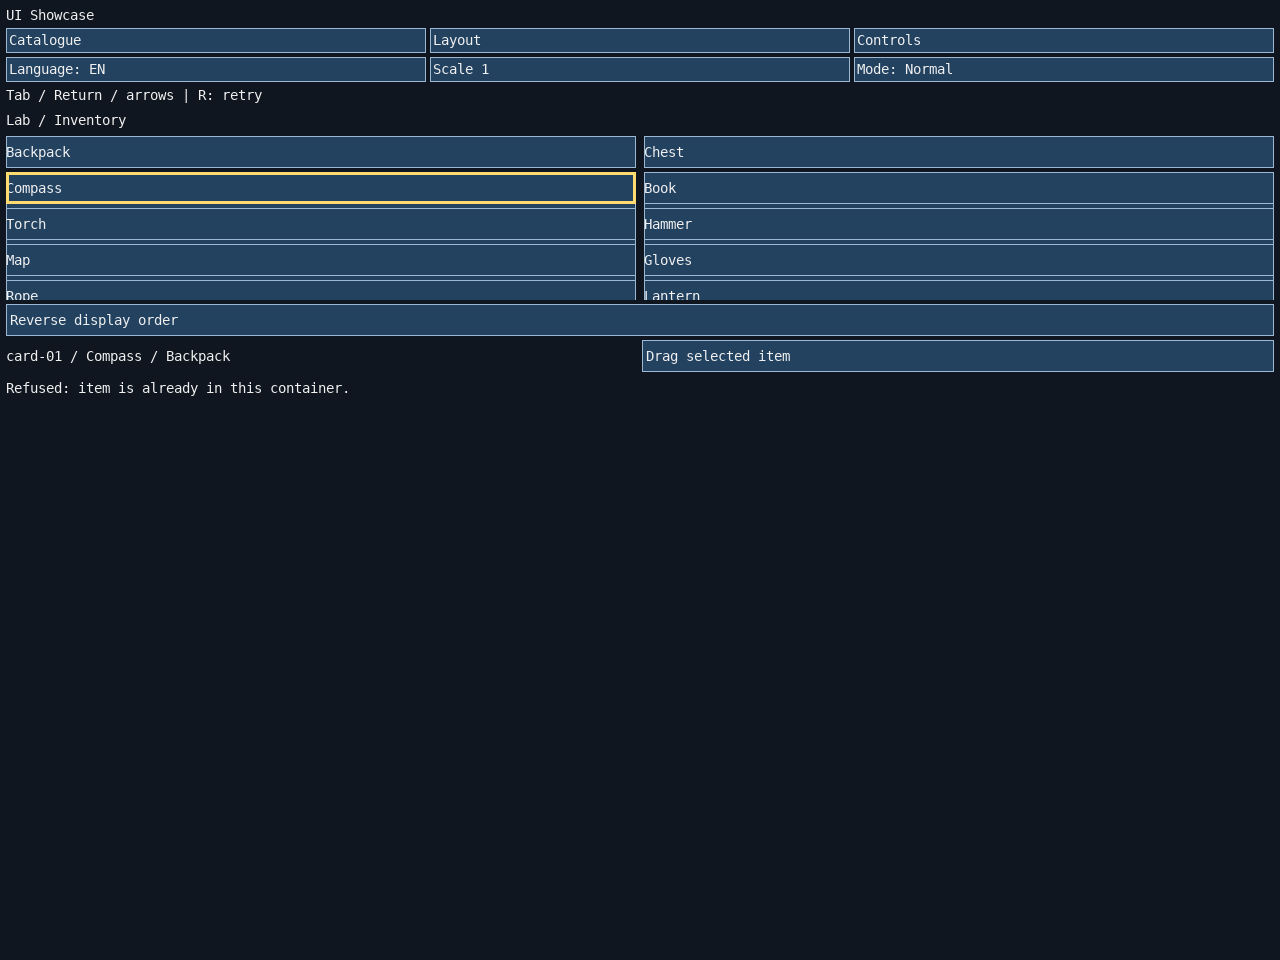 UI Showcase
Catalogue Layout Controls
Language: EN Scale 1 Mode: Normal
Tab / Return / arrows | R: retry
Lab / Inventory
Backpack Chest
Compass Book
Torch Hammer
Map Gloves
Rope Lantern
Reverse display order
card-01 / Compass / Backpack Drag selected item
Refused: item is already in this container.